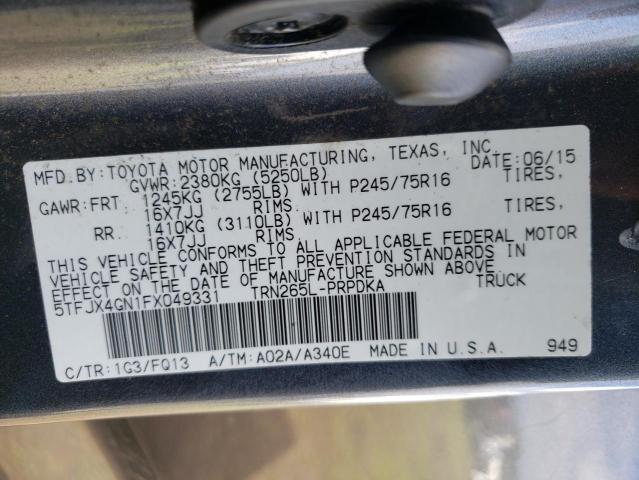 MFD.BY:TOYOTA MOTOR MANUFACTURING, TEXAS, INC. DATE:06/15
GVWR:2380KG (5250LB)
GAWR:FRT 1245KG (2755LB) WITH P245/75R16 TIRES,
16X7JJ RIMS
RR 1410KG (3110LB) WITH P245/75R16 TIRES,
16X7JJ RIMS
THIS VEHICLE CONFORMS TO ALL APPLICABLE FEDERAL MOTOR
VEHICLE SAFETY AND THEFT PREVENTION STANDARDS IN
EFFECT ON THE DATE OF MANUFACTURE SHOWN ABOVE.
5TFJX4GN1FX049331 TRN265L-PRPDKA TRUCK
C/TR:1G3/FQ13 A/TM:A02A/A340E MADE IN U.S.A. 949